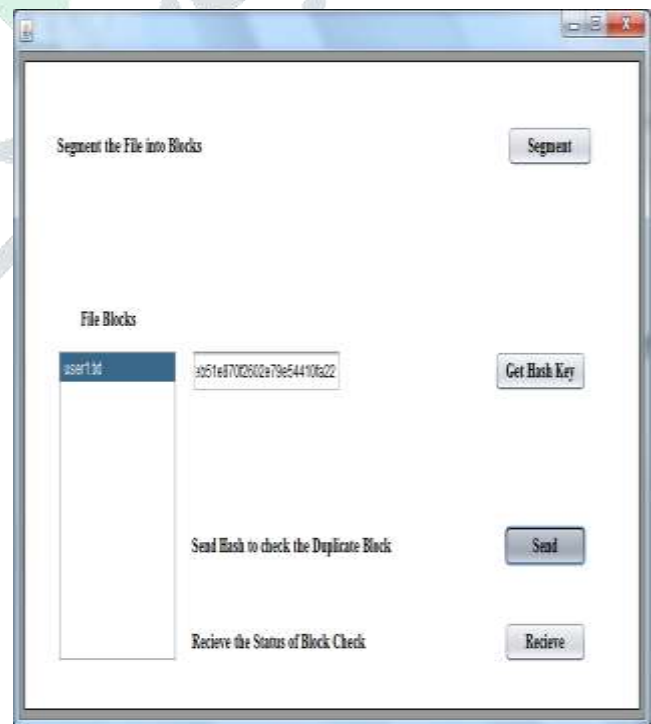 Segment the File into Blocks
Segment
File Blocks
user1.txt
eb51e870f2602e79e54410fa22
Get Hash Key
Send Hash to check the Duplicate Block
Send
Recieve the Status of Block Check
Recieve